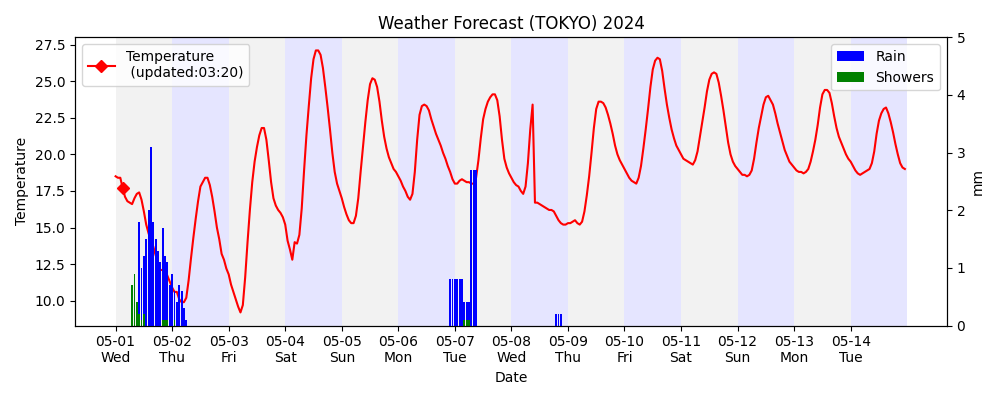 Weather Forecast (TOKYO) 2024
Temperature
(updated:03:20)
Rain
Showers
27.5
25.0
22.5
20.0
17.5
15.0
12.5
10.0
Temperature
5
4
3
2
1
0
mm
05-01 05-02 05-03 05-04 05-05 05-06 05-07 05-08 05-09 05-10 05-11 05-12 05-13 05-14
Wed Thu Fri Sat Sun Mon Tue Wed Thu Fri Sat Sun Mon Tue
Date